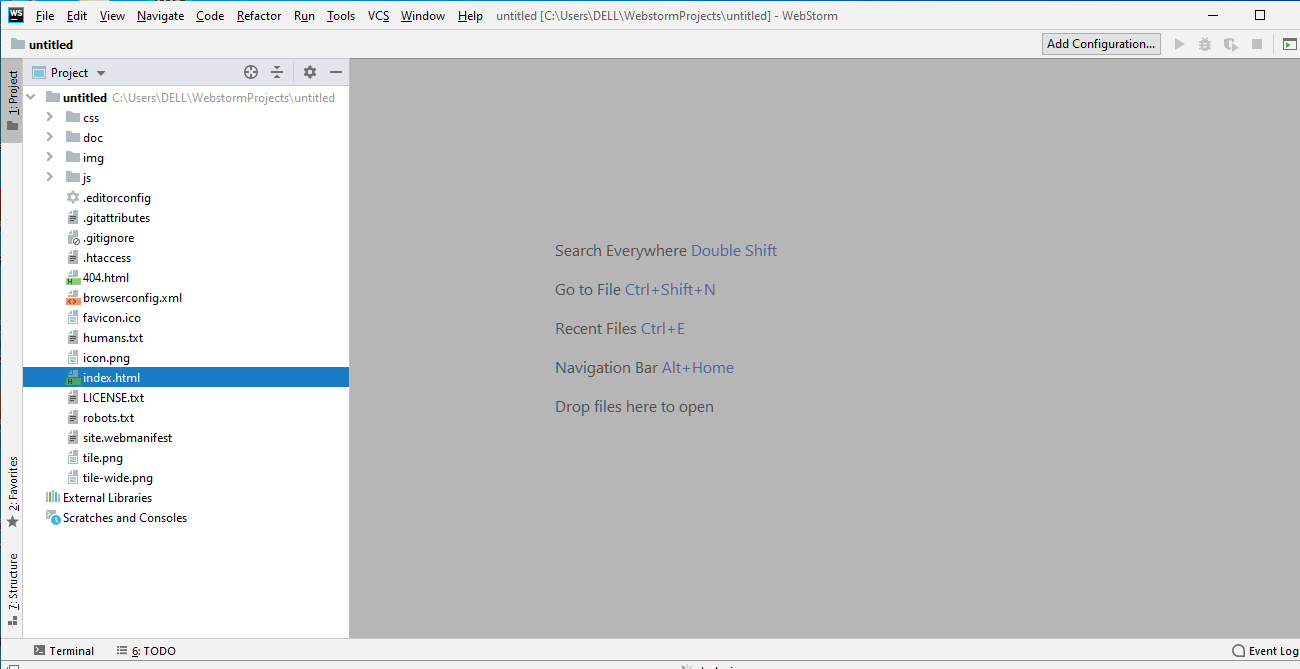 WS File Edit View Navigate Code Refactor Run Tools VCS Window Help untitled [C:\Users\DELL\WebstormProjects\untitled] - WebStorm
untitled Add Configuration...
1: Project
Project
untitled C:\Users\DELL\WebstormProjects\untitled
css
doc
img
js
.editorconfig
.gitattributes
.gitignore
.htaccess
404.html
browserconfig.xml
favicon.ico
humans.txt
icon.png
index.html
LICENSE.txt
robots.txt
site.webmanifest
tile.png
tile-wide.png
External Libraries
Scratches and Consoles
Search Everywhere Double Shift
Go to File Ctrl+Shift+N
Recent Files Ctrl+E
Navigation Bar Alt+Home
Drop files here to open
2: Favorites
7: Structure
Terminal 6: TODO Event Log